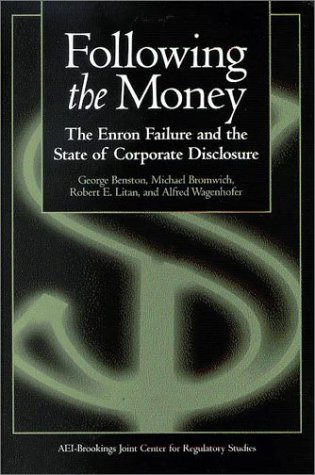 Following
the Money
The Enron Failure and the
State of Corporate Disclosure
George Benston, Michael Bromwich,
Robert E. Litan, and Alfred Wagenhofer
AEI-Brookings Joint Center for Regulatory Studies